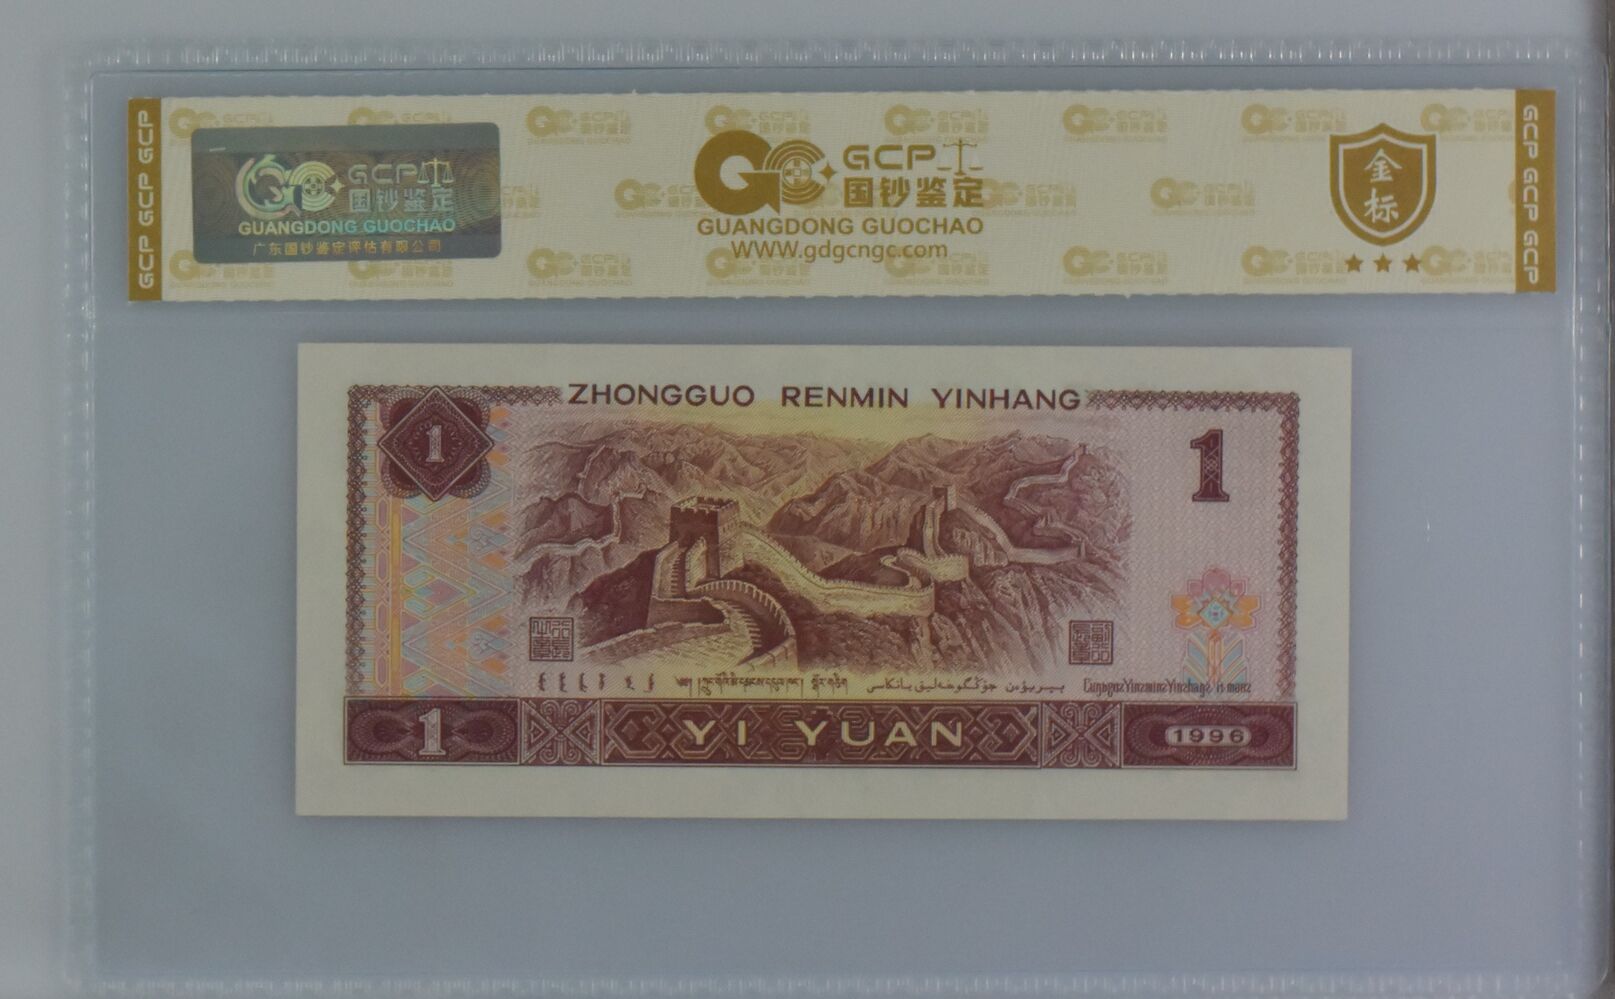 GCP GCP GCP
GCP
国钞鉴定
GUANGDONG GUOCHAO
广东国钞鉴定评估有限公司
GCP
国钞鉴定
GUANGDONG GUOCHAO
WWW.gdgcngc.com
金标
GCP GCP GCP
ZHONGGUO RENMIN YINHANG
1
1
1
YI YUAN
1996